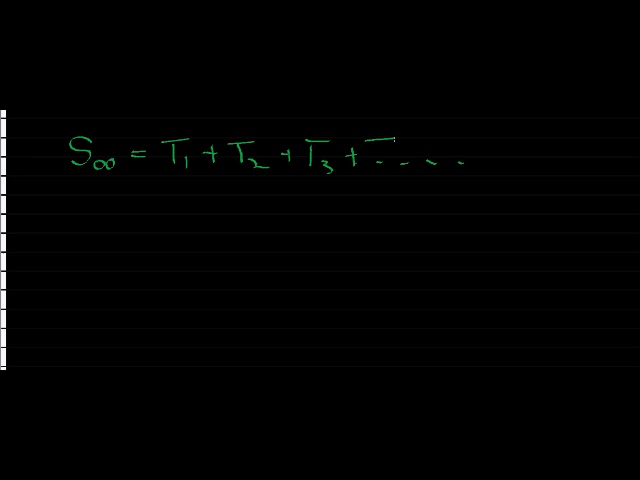 S∞ = T₁ + T₂ + T₃ + ....